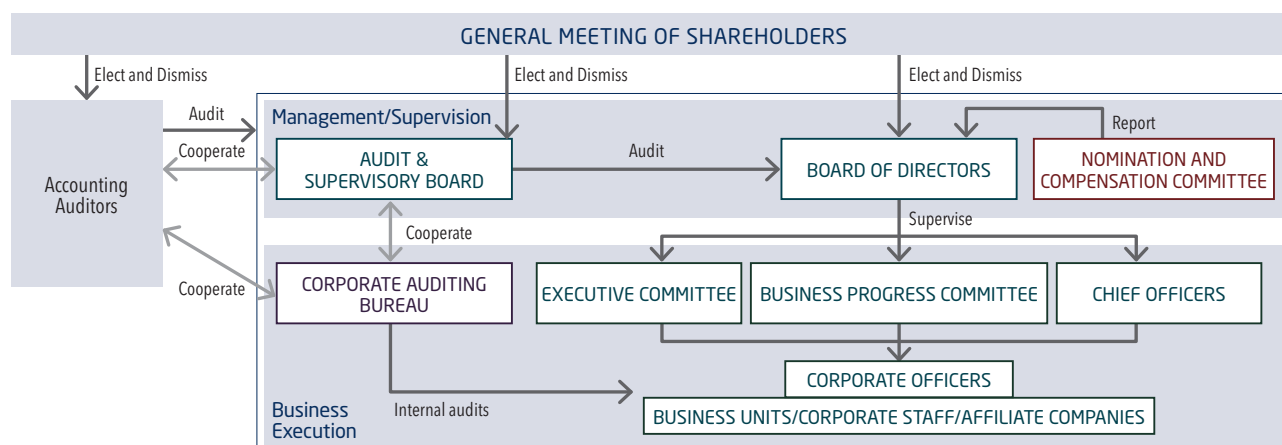 GENERAL MEETING OF SHAREHOLDERS
Elect and Dismiss
Elect and Dismiss
Elect and Dismiss
Accounting
Auditors
Audit
Cooperate
Cooperate
Management/Supervision
AUDIT &
SUPERVISORY BOARD
Audit
BOARD OF DIRECTORS
Report
NOMINATION AND
COMPENSATION COMMITTEE
Cooperate
Supervise
CORPORATE AUDITING
BUREAU
EXECUTIVE COMMITTEE
BUSINESS PROGRESS COMMITTEE
CHIEF OFFICERS
CORPORATE OFFICERS
BUSINESS UNITS/CORPORATE STAFF/AFFILIATE COMPANIES
Internal audits
Business
Execution